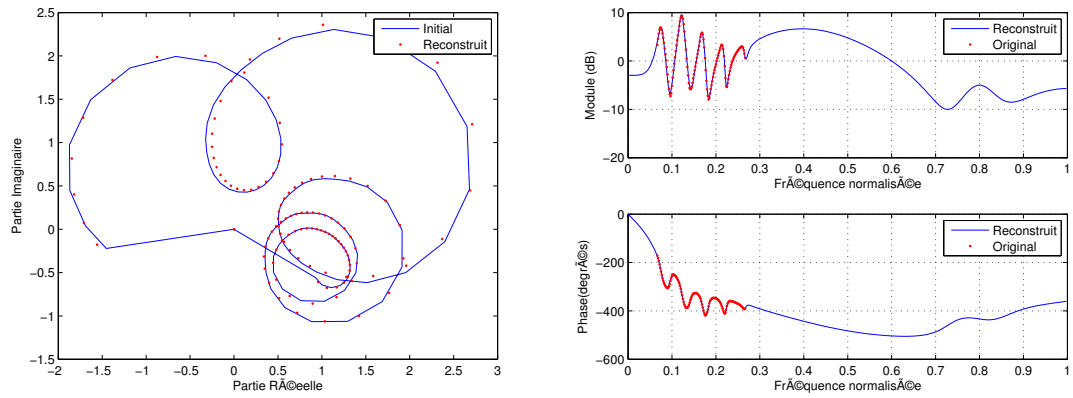 2.5
2
1.5
1
0.5
0
−0.5
−1
−1.5
−2 −1.5 −1 −0.5 0 0.5 1 1.5 2 2.5 3
Partie RÃ©eelle
Partie Imaginaire
Initial
Reconstruit
10
0
−10
−20
0 0.1 0.2 0.3 0.4 0.5 0.6 0.7 0.8 0.9 1
FrÃ©quence normalisÃ©e
Module (dB)
Reconstruit
Original
0
−200
−400
−600
0 0.1 0.2 0.3 0.4 0.5 0.6 0.7 0.8 0.9 1
FrÃ©quence normalisÃ©e
Phase(degrÃ©s)
Reconstruit
Original